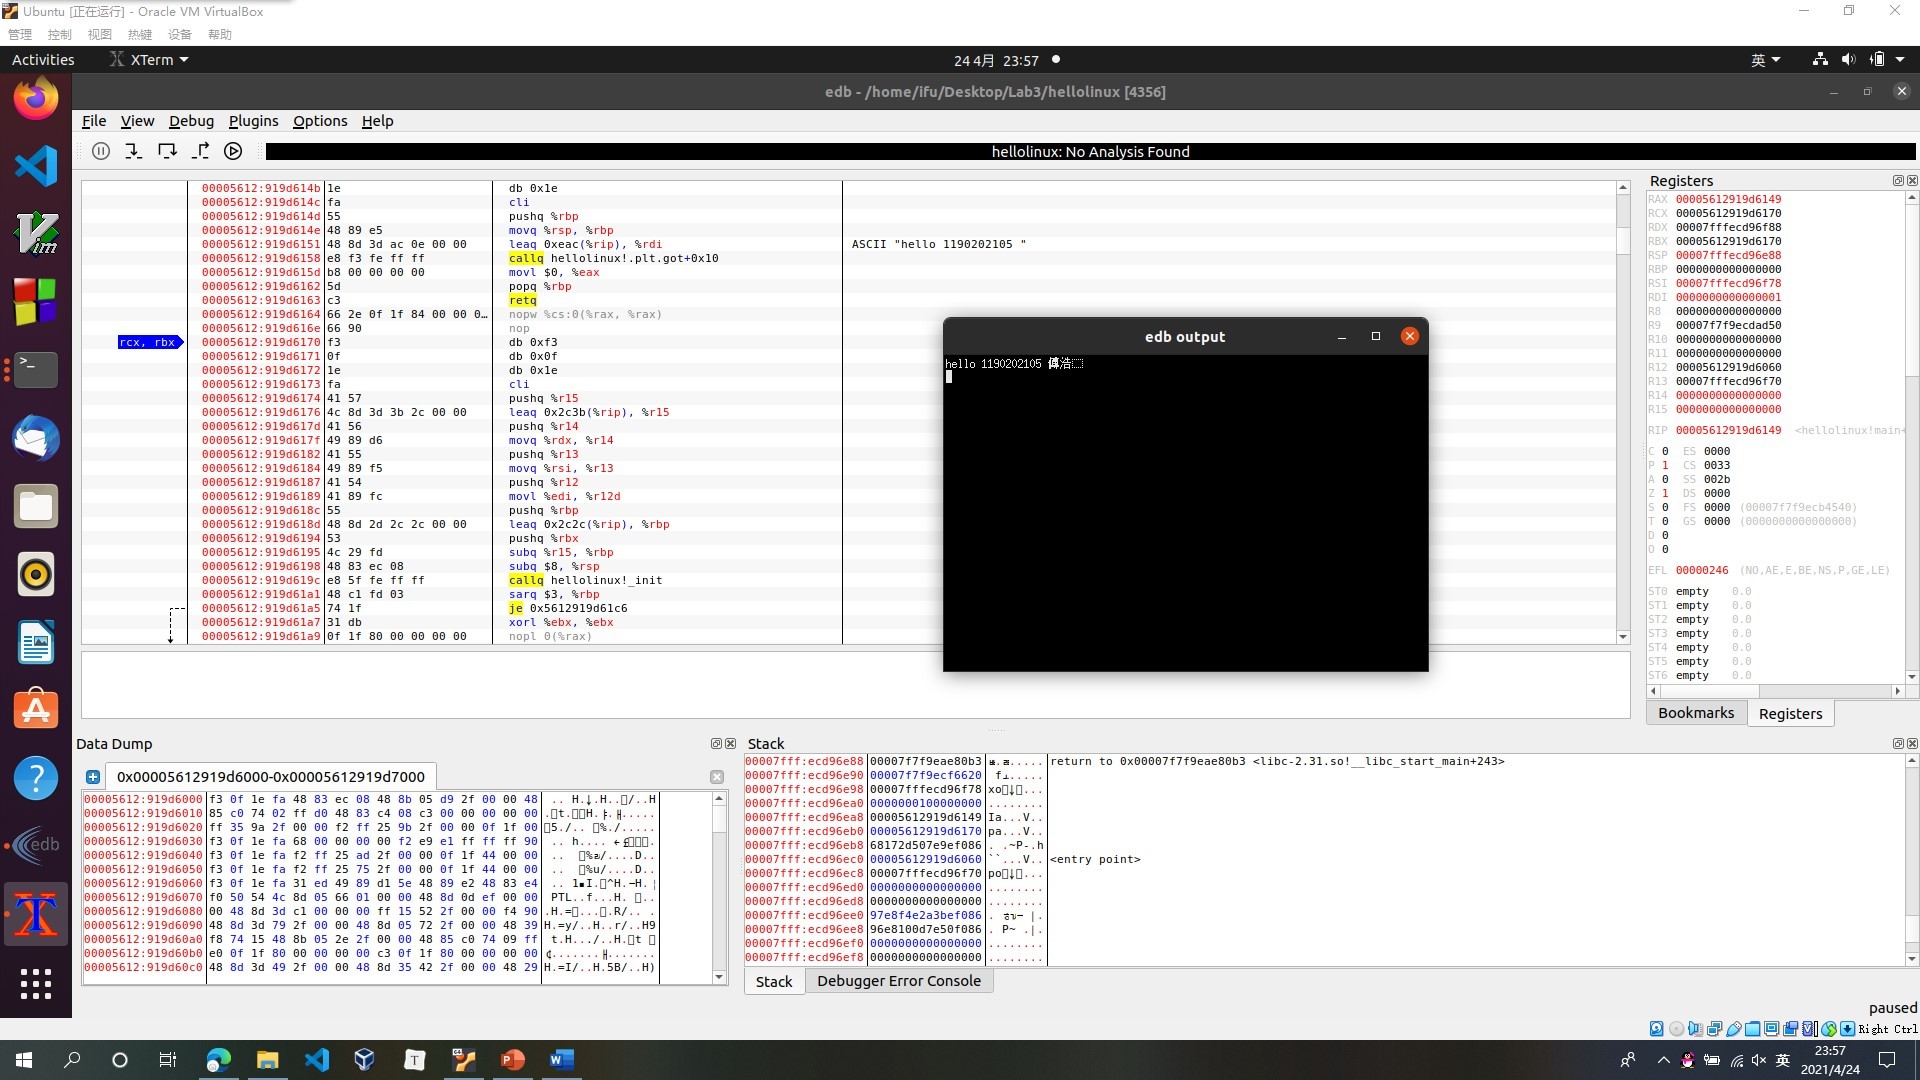 Ubuntu [正在运行] - Oracle VM VirtualBox
管理 控制 视图 热键 设备 帮助
Activities XTerm 24 4月 23:57 英
edb - /home/ifu/Desktop/Lab3/hellolinux [4356]
File View Debug Plugins Options Help
hellolinux: No Analysis Found
00005612:919d614b 1e db 0x1e
00005612:919d614c fa cli
00005612:919d614d 55 pushq %rbp
00005612:919d614e 48 89 e5 movq %rsp, %rbp
00005612:919d6151 48 8d 3d ac 0e 00 00 leaq 0xeac(%rip), %rdi ASCII "hello 1190202105 "
00005612:919d6158 e8 f3 fe ff ff callq hellolinux!.plt.got+0x10
00005612:919d615d b8 00 00 00 00 movl $0, %eax
00005612:919d6162 5d popq %rbp
00005612:919d6163 c3 retq
00005612:919d6164 66 2e 0f 1f 84 00 00 0… nopw %cs:0(%rax, %rax)
00005612:919d616e 66 90 nop
rcx, rbx 00005612:919d6170 f3 db 0xf3
00005612:919d6171 0f db 0x0f
00005612:919d6172 1e db 0x1e
00005612:919d6173 fa cli
00005612:919d6174 41 57 pushq %r15
00005612:919d6176 4c 8d 3d 3b 2c 00 00 leaq 0x2c3b(%rip), %r15
00005612:919d617d 41 56 pushq %r14
00005612:919d617f 49 89 d6 movq %rdx, %r14
00005612:919d6182 41 55 pushq %r13
00005612:919d6184 49 89 f5 movq %rsi, %r13
00005612:919d6187 41 54 pushq %r12
00005612:919d6189 41 89 fc movl %edi, %r12d
00005612:919d618c 55 pushq %rbp
00005612:919d618d 48 8d 2d 2c 2c 00 00 leaq 0x2c2c(%rip), %rbp
00005612:919d6194 53 pushq %rbx
00005612:919d6195 4c 29 fd subq %r15, %rbp
00005612:919d6198 48 83 ec 08 subq $8, %rsp
00005612:919d619c e8 5f fe ff ff callq hellolinux!_init
00005612:919d61a1 48 c1 fd 03 sarq $3, %rbp
00005612:919d61a5 74 1f je 0x5612919d61c6
00005612:919d61a7 31 db xorl %ebx, %ebx
00005612:919d61a9 0f 1f 80 00 00 00 00 nopl 0(%rax)
edb output
hello 1190202105 傅浩
Registers
RAX 00005612919d6149
RCX 00005612919d6170
RDX 00007fffecd96f88
RBX 00005612919d6170
RSP 00007fffecd96e88
RBP 0000000000000000
RSI 00007fffecd96f78
RDI 0000000000000001
R8 0000000000000000
R9 00007f7f9ecdad50
R10 0000000000000000
R11 0000000000000000
R12 00005612919d6060
R13 00007fffecd96f70
R14 0000000000000000
R15 0000000000000000
RIP 00005612919d6149 <hellolinux!main+
C 0 ES 0000
P 1 CS 0033
A 0 SS 002b
Z 1 DS 0000
S 0 FS 0000 (00007f7f9ecb4540)
T 0 GS 0000 (0000000000000000)
D 0
O 0
EFL 00000246 (NO,AE,E,BE,NS,P,GE,LE)
ST0 empty 0.0
ST1 empty 0.0
ST2 empty 0.0
ST3 empty 0.0
ST4 empty 0.0
ST5 empty 0.0
ST6 empty 0.0
Bookmarks Registers
Data Dump
0x00005612919d6000-0x00005612919d7000
00005612:919d6000 f3 0f 1e fa 48 83 ec 08 48 8b 05 d9 2f 00 00 48
00005612:919d6010 85 c0 74 02 ff d0 48 83 c4 08 c3 00 00 00 00 00
00005612:919d6020 ff 35 9a 2f 00 00 f2 ff 25 9b 2f 00 00 0f 1f 00
00005612:919d6030 f3 0f 1e fa 68 00 00 00 00 f2 e9 e1 ff ff ff 90
00005612:919d6040 f3 0f 1e fa f2 ff 25 ad 2f 00 00 0f 1f 44 00 00
00005612:919d6050 f3 0f 1e fa f2 ff 25 75 2f 00 00 0f 1f 44 00 00
00005612:919d6060 f3 0f 1e fa 31 ed 49 89 d1 5e 48 89 e2 48 83 e4
00005612:919d6070 f0 50 54 4c 8d 05 66 01 00 00 48 8d 0d ef 00 00
00005612:919d6080 00 48 8d 3d c1 00 00 00 ff 15 52 2f 00 00 f4 90
00005612:919d6090 48 8d 3d 79 2f 00 00 48 8d 05 72 2f 00 00 48 39
00005612:919d60a0 f8 74 15 48 8b 05 2e 2f 00 00 48 85 c0 74 09 ff
00005612:919d60b0 e0 0f 1f 80 00 00 00 00 c3 0f 1f 80 00 00 00 00
00005612:919d60c0 48 8d 3d 49 2f 00 00 48 8d 35 42 2f 00 00 48 29
Stack
00007fff:ecd96e88 00007f7f9eae80b3 return to 0x00007f7f9eae80b3 <libc-2.31.so!__libc_start_main+243>
00007fff:ecd96e90 00007f7f9ecf6620
00007fff:ecd96e98 00007fffecd96f78
00007fff:ecd96ea0 0000000100000000 ........
00007fff:ecd96ea8 00005612919d6149 Ia...V..
00007fff:ecd96eb0 00005612919d6170 pa...V..
00007fff:ecd96eb8 68172d507e9ef086 . .~P-.h
00007fff:ecd96ec0 00005612919d6060 ``...V.. <entry point>
00007fff:ecd96ec8 00007fffecd96f70
00007fff:ecd96ed0 0000000000000000 ........
00007fff:ecd96ed8 0000000000000000 ........
00007fff:ecd96ee0 97e8f4e2a3bef086
00007fff:ecd96ee8 96e8100d7e50f086
00007fff:ecd96ef0 0000000000000000 ........
00007fff:ecd96ef8 0000000000000000 ........
Stack Debugger Error Console
paused
Right Ctrl
英 23:57
2021/4/24